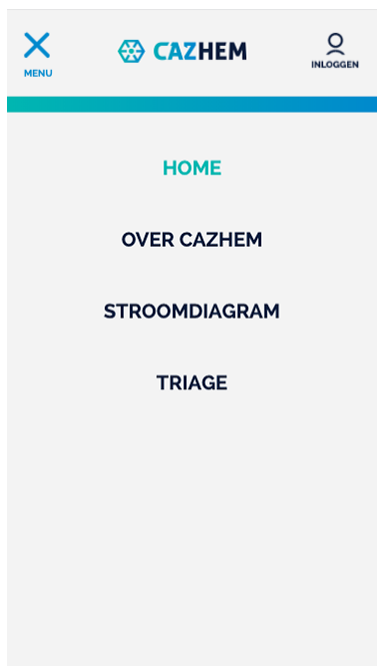 MENU
CAZHEM
INLOGGEN
HOME
OVER CAZHEM
STROOMDIAGRAM
TRIAGE